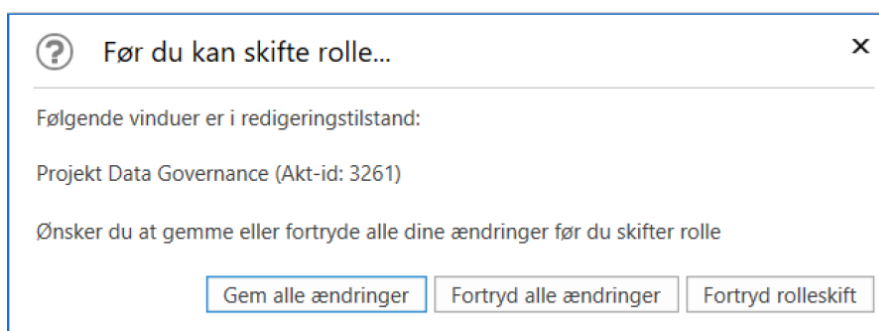 Før du kan skifte rolle...
Følgende vinduer er i redigeringstilstand:
Projekt Data Governance (Akt-id: 3261)
Ønsker du at gemme eller fortryde alle dine ændringer før du skifter rolle
Gem alle ændringer Fortryd alle ændringer Fortryd rolleskift